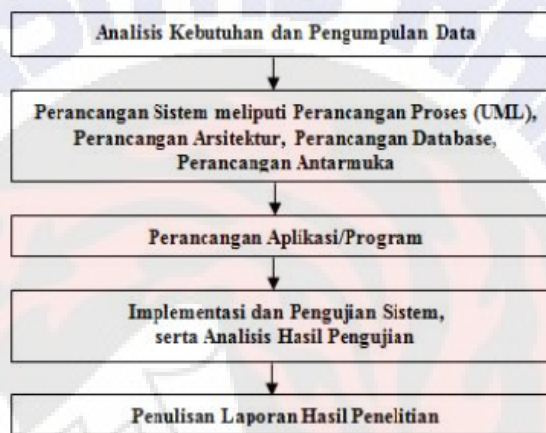 Analisis Kebutuhan dan Pengumpulan Data
Perancangan Sistem meliputi Perancangan Proses (UML),
Perancangan Arsitektur, Perancangan Database,
Perancangan Antarmuka
Perancangan Aplikasi/Program
Implementasi dan Pengujian Sistem,
serta Analisis Hasil Pengujian
Penulisan Laporan Hasil Penelitian